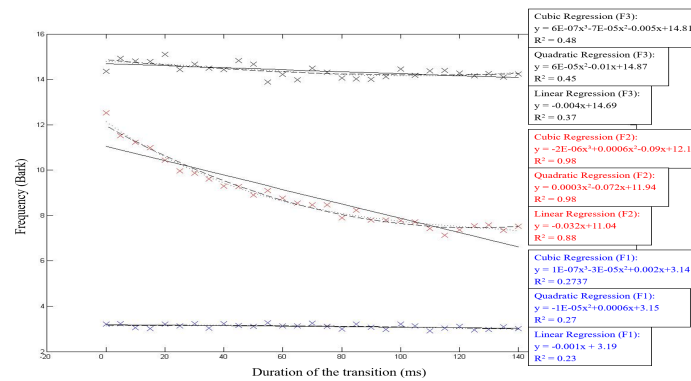 Cubic Regression (F3):
y = 6E-07x³-7E-05x²-0.005x+14.81
R² = 0.48
Quadratic Regression (F3):
y = 6E-05x²-0.01x+14.87
R² = 0.45
Linear Regression (F3):
y = -0.004x+14.69
R² = 0.37
Cubic Regression (F2):
y = -2E-06x³+0.0006x²-0.09x+12.1
R² = 0.98
Quadratic Regression (F2):
y = 0.0003x²-0.072x+11.94
R² = 0.98
Linear Regression (F2):
y = -0.032x+11.04
R² = 0.88
Cubic Regression (F1):
y = 1E-07x³-3E-05x²+0.002x+3.14
R² = 0.2737
Quadratic Regression (F1):
y = -1E-05x²+0.0006x+3.15
R² = 0.27
Linear Regression (F1):
y = -0.001x + 3.19
R² = 0.23
Frequency (Bark)
16
14
12
10
8
6
4
2
-20 0 20 40 60 80 100 120 140
Duration of the transition (ms)